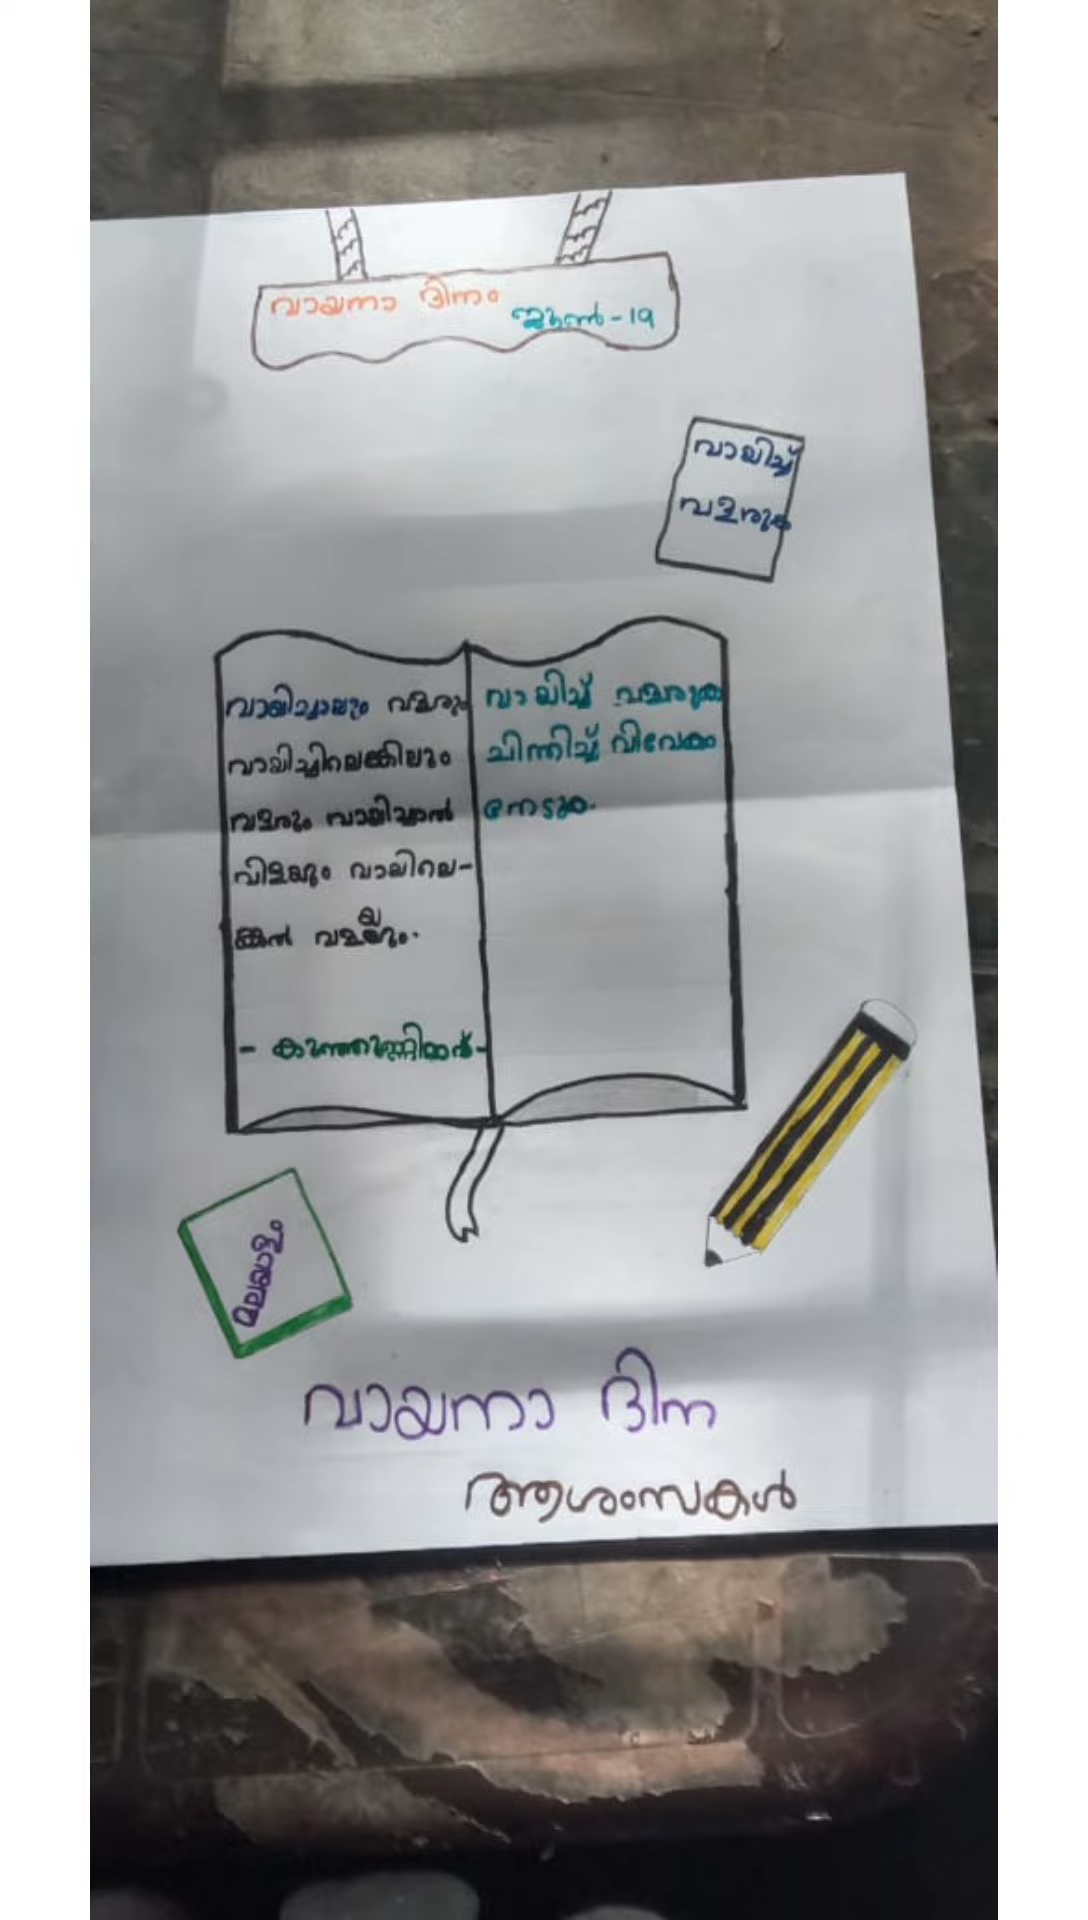 വായനാ ദിനം
ജൂൺ-19
വായിച്ച്
വളരുക
വായിച്ചാലും വളരും
വായിച്ചിലെങ്കിലും
വളരും വായിച്ചാൽ
വിളയും വായിലെ-
ങ്കിൽ വളയും.
- കുഞ്ഞുണ്ണിമാഷ്-
വായിച്ച് വളരുക
ചിന്തിച്ച് വിവേകം
നേടുക.
മലയാളം
വായനാ ദിന
ആശംസകൾ